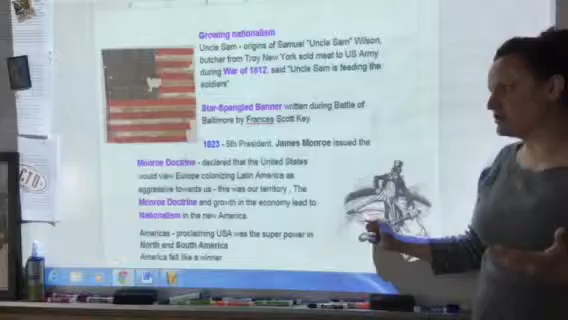 Growing nationalism
Uncle Sam - origins of Samuel "Uncle Sam" Wilson,
butcher from Troy New York sold meat to US Army
during War of 1812, said "Uncle Sam is feeding the
soldiers"
Star-Spangled Banner written during Battle of
Baltimore by Frances Scott Key.
1823 - 5th President, James Monroe issued the
Monroe Doctrine - declared that the United States
would view Europe colonizing Latin America as
aggressive towards us - this was our territory. The
Monroe Doctrine and growth in the economy lead to
Nationalism in the new America.
Americas - proclaiming USA was the super power in
North and South America
America felt like a winner